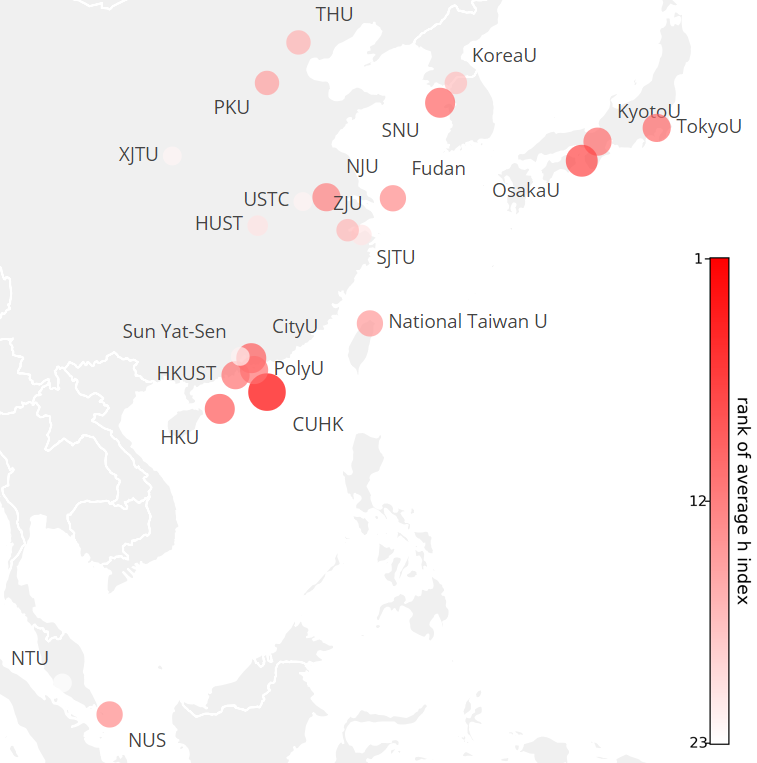 THU
KoreaU
PKU
KyotoU
TokyoU
SNU
XJTU
NJU
Fudan
OsakaU
USTC
ZJU
HUST
SJTU
1
Sun Yat-Sen
CityU
National Taiwan U
HKUST
PolyU
CUHK
HKU
rank of average h index
12
NTU
NUS
23